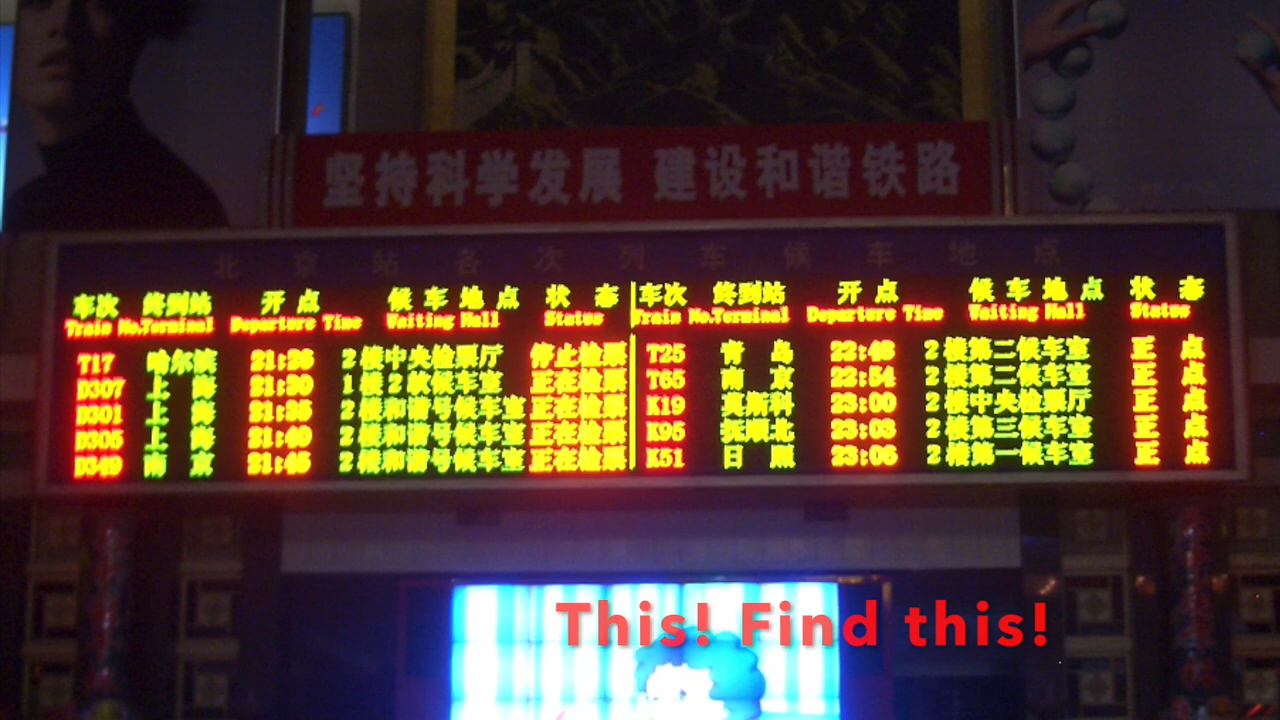 坚持科学发展 建设和谐铁路
北京站各次列车候车地点
车次 终到站 开点 候车地点 状态 车次 终到站 开点 候车地点 状态
Train No.Terminal Departure Time Waiting Hall Status Train No.Terminal Departure Time Waiting Hall Status
T17 哈尔滨 21:26 2楼中央检票厅 停止检票 T25 青岛 22:48 2楼第二候车室 正点
D307 上海 21:30 1楼2软候车室 正在检票 T65 南京 22:54 2楼第二候车室 正点
D301 上海 21:35 2楼和谐号候车室 正在检票 K19 莫斯科 23:00 2楼中央检票厅 正点
D305 上海 21:40 2楼和谐号候车室 正在检票 K95 抚顺北 23:03 2楼第三候车室 正点
D349 南京 21:45 2楼和谐号候车室 正在检票 K51 日照 23:05 2楼第一候车室 正点
This! Find this!